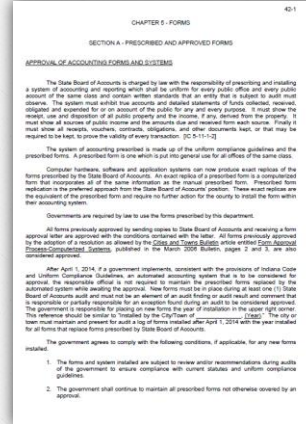 42-1
CHAPTER 5 - FORMS
SECTION A - PRESCRIBED AND APPROVED FORMS
APPROVAL OF ACCOUNTING FORMS AND SYSTEMS
The State Board of Accounts is charged by law with the responsibility of prescribing and installing
a system of accounting and reporting which shall be uniform for every public office and every public
account of the same class and contain written standards that an entity that is subject to audit must
observe. The system must exhibit true accounts and detailed statements of funds collected, received,
obligated and expended for or on account of the public for any and every purpose. It must show the
receipt, use and disposition of all public property and the income, if any, derived from the property. It
must show all sources of public income and the amounts due and received from each source. Finally it
must show all receipts, vouchers, contracts, obligations, and other documents kept, or that may be
required to be kept, to prove the validity of every transaction. [IC 5-11-1-2]
The system of accounting prescribed is made up of the uniform compliance guidelines and the
prescribed forms. A prescribed form is one which is put into general use for all offices of the same class.
Computer hardware, software and application systems can now produce exact replicas of the
forms prescribed by the State Board of Accounts. An exact replica of a prescribed form is a computerized
form that incorporates all of the same information as the manual prescribed form. Prescribed form
replication is the preferred approach from the State Board of Accounts' position. These exact replicas are
the equivalent of the prescribed form and require no further action for the county to install the form within
their accounting system.
Governments are required by law to use the forms prescribed by this department.
All forms previously approved by sending copies to State Board of Accounts and receiving a form
approval letter are approved with the conditions contained with the letter. All forms previously approved
by the adoption of a resolution as allowed by the Cities and Towns Bulletin article entitled Form Approval
Process-Computerized Systems, published in the March 2005 Bulletin, pages 2 and 3, are also
considered approved.
After April 1, 2014, if a government implements, consistent with the provisions of Indiana Code
and Uniform Compliance Guidelines, an automated accounting system that is to be considered for
approval, the responsible official is not required to maintain the prescribed forms replaced by the
automated system while awaiting the approval. New forms must be in place during at least one (1) State
Board of Accounts audit and must not be an element of an audit finding or audit result and comment that
is responsible or partially responsible for an exception found during an audit to be considered approved.
The government is responsible for placing on new forms the year of installation in the upper right corner.
This reference should be similar to "Installed by the City/Town of ________, (Year)." The city or
town must maintain and present for audit a log of forms installed after April 1, 2014 with the year installed
for all forms that replace forms prescribed by State Board of Accounts.
The government agrees to comply with the following conditions, if applicable, for any new forms
installed.
1. The forms and system installed are subject to review and/or recommendations during audits
of the government to ensure compliance with current statutes and uniform compliance
guidelines.
2. The government shall continue to maintain all prescribed forms not otherwise covered by an
approval.